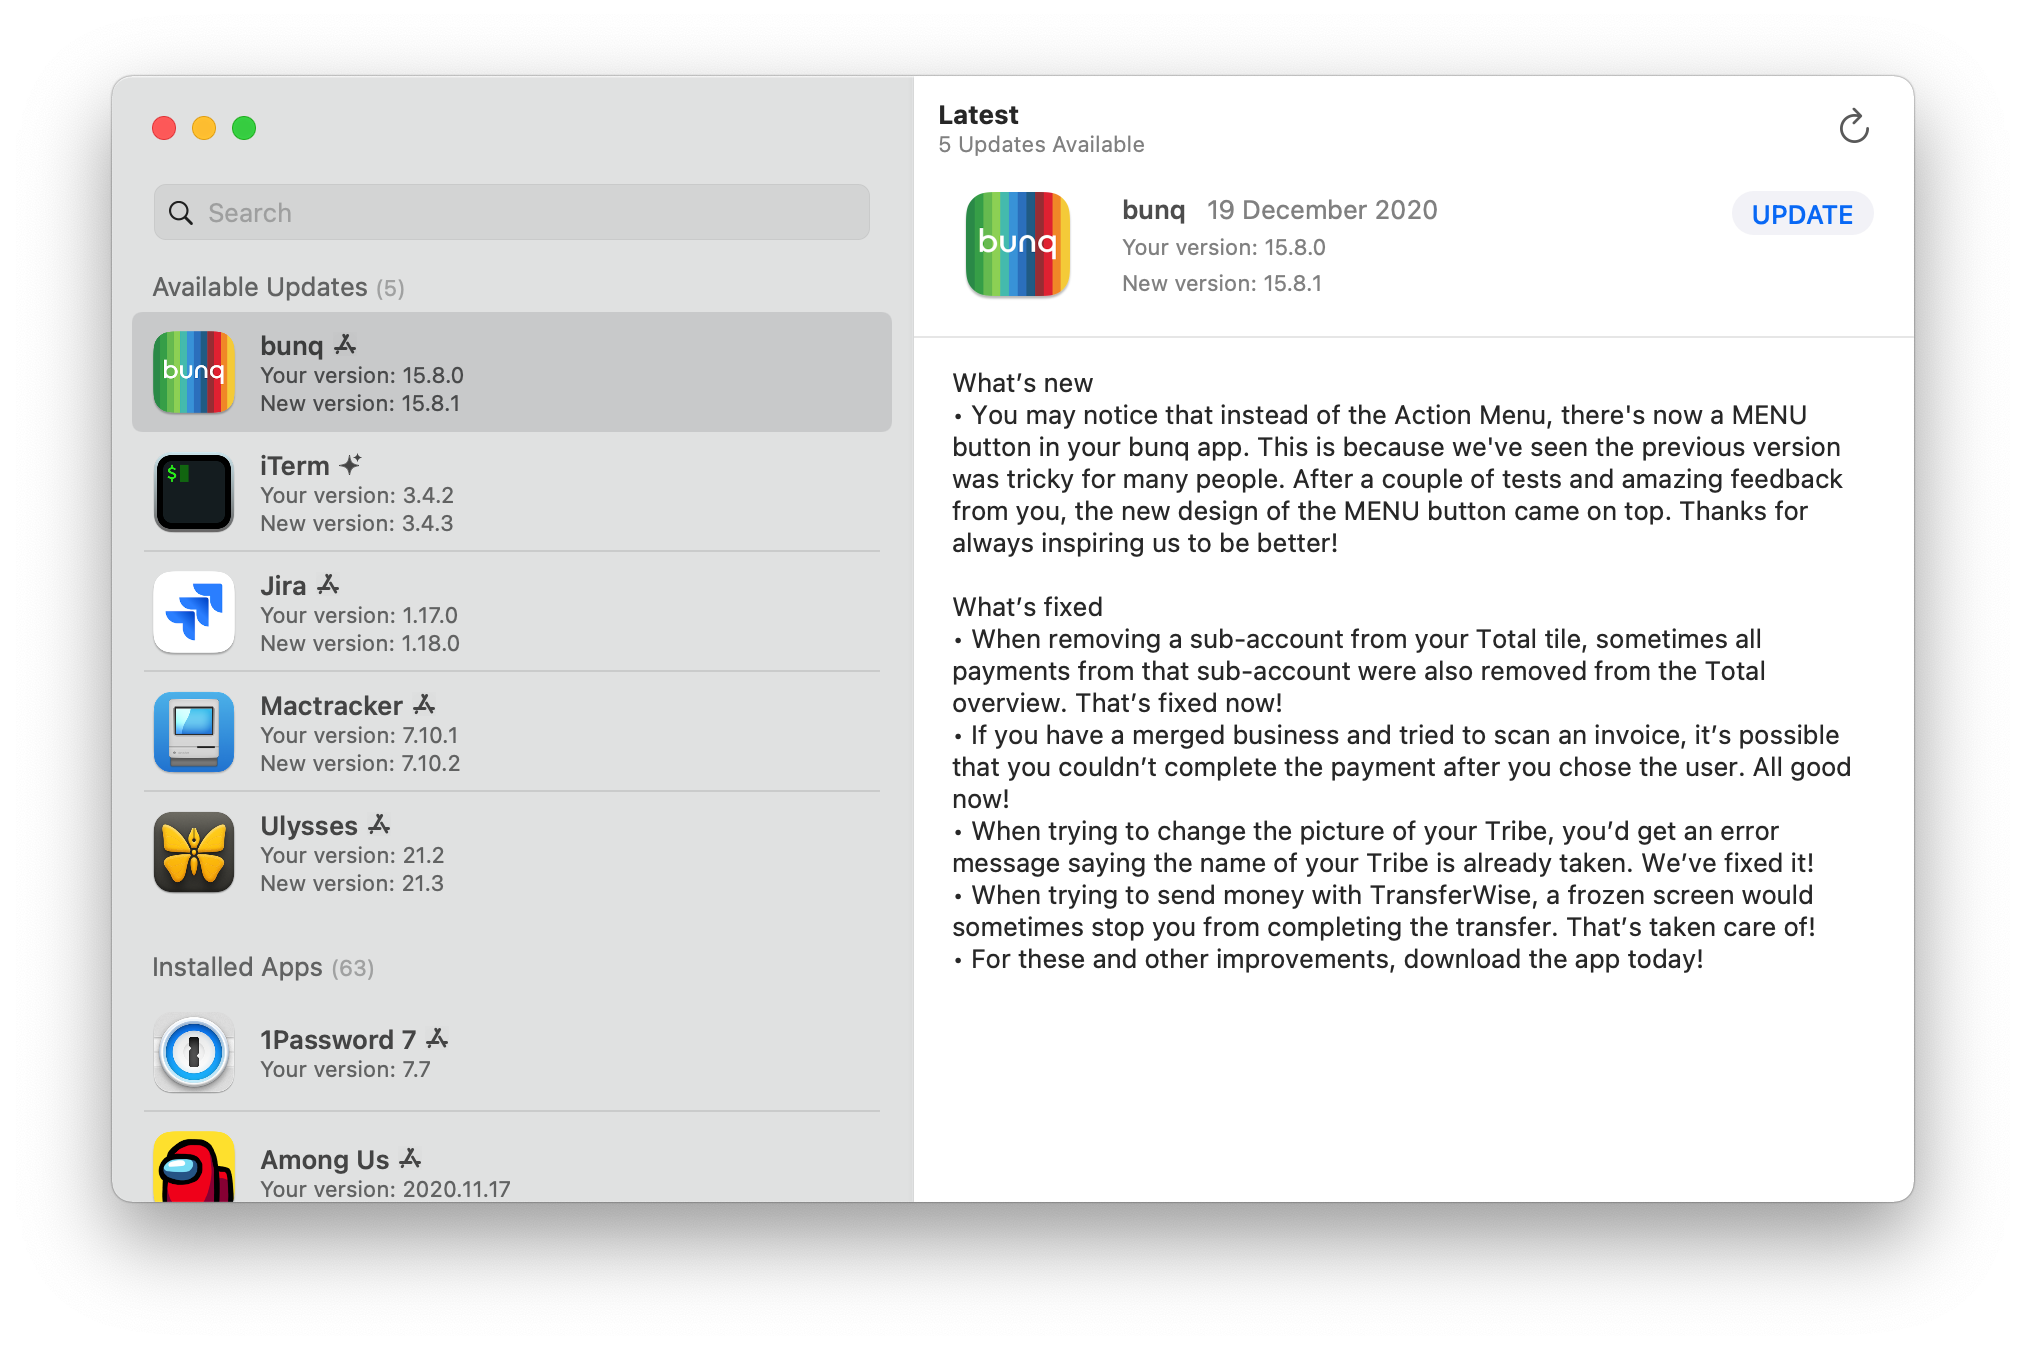 Search
Available Updates (5)
bunq
bunq
Your version: 15.8.0
New version: 15.8.1
$
iTerm
Your version: 3.4.2
New version: 3.4.3
Jira
Your version: 1.17.0
New version: 1.18.0
Mactracker
Your version: 7.10.1
New version: 7.10.2
Ulysses
Your version: 21.2
New version: 21.3
Installed Apps (63)
1Password 7
Your version: 7.7
Among Us
Your version: 2020.11.17
Latest
5 Updates Available
bunq
bunq 19 December 2020
Your version: 15.8.0
New version: 15.8.1
UPDATE
What’s new
• You may notice that instead of the Action Menu, there's now a MENU
button in your bunq app. This is because we've seen the previous version
was tricky for many people. After a couple of tests and amazing feedback
from you, the new design of the MENU button came on top. Thanks for
always inspiring us to be better!
What’s fixed
• When removing a sub-account from your Total tile, sometimes all
payments from that sub-account were also removed from the Total
overview. That’s fixed now!
• If you have a merged business and tried to scan an invoice, it’s possible
that you couldn’t complete the payment after you chose the user. All good
now!
• When trying to change the picture of your Tribe, you’d get an error
message saying the name of your Tribe is already taken. We’ve fixed it!
• When trying to send money with TransferWise, a frozen screen would
sometimes stop you from completing the transfer. That’s taken care of!
• For these and other improvements, download the app today!